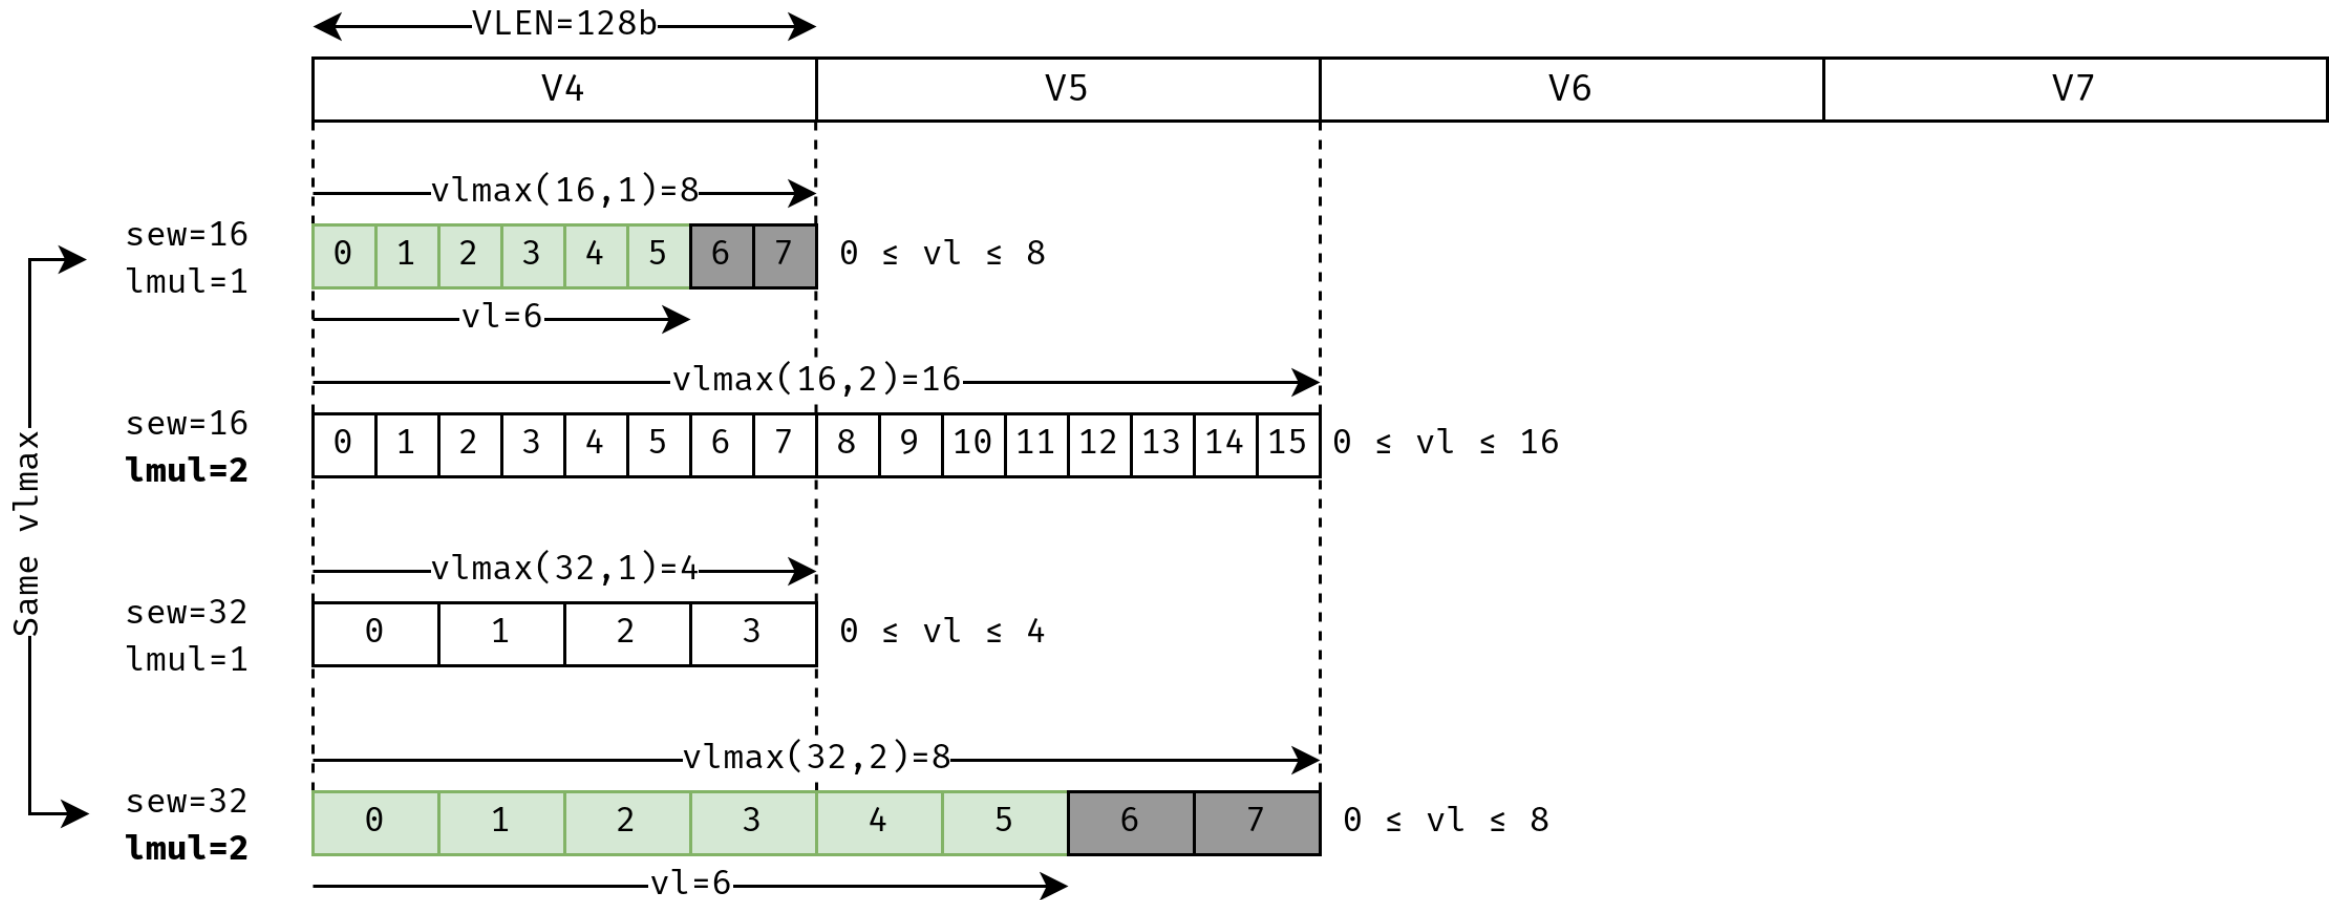 VLEN=128b
V4 V5 V6 V7
vlmax(16,1)=8
sew=16
lmul=1
0 1 2 3 4 5 6 7
0 ≤ vl ≤ 8
vl=6
vlmax(16,2)=16
sew=16
lmul=2
0 1 2 3 4 5 6 7 8 9 10 11 12 13 14 15
0 ≤ vl ≤ 16
Same vlmax
vlmax(32,1)=4
sew=32
lmul=1
0 1 2 3
0 ≤ vl ≤ 4
vlmax(32,2)=8
sew=32
lmul=2
0 1 2 3 4 5 6 7
0 ≤ vl ≤ 8
vl=6